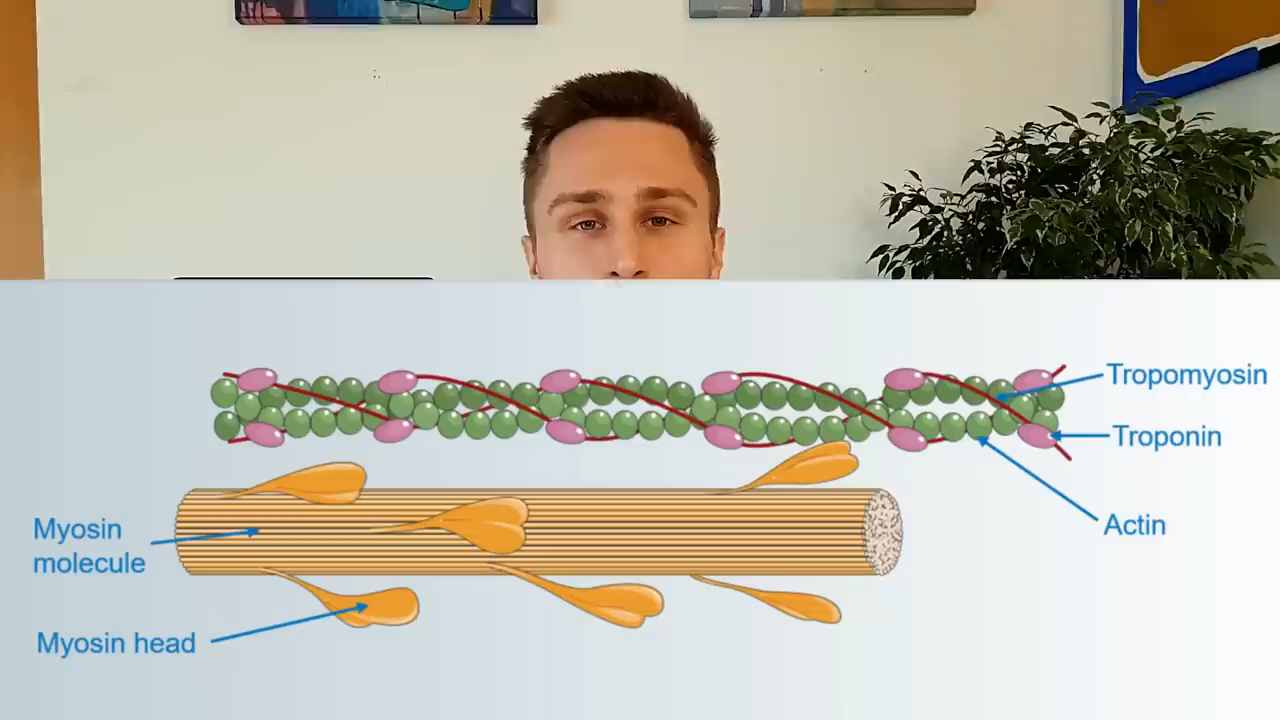 Tropomyosin
Troponin
Actin
Myosin
molecule
Myosin head